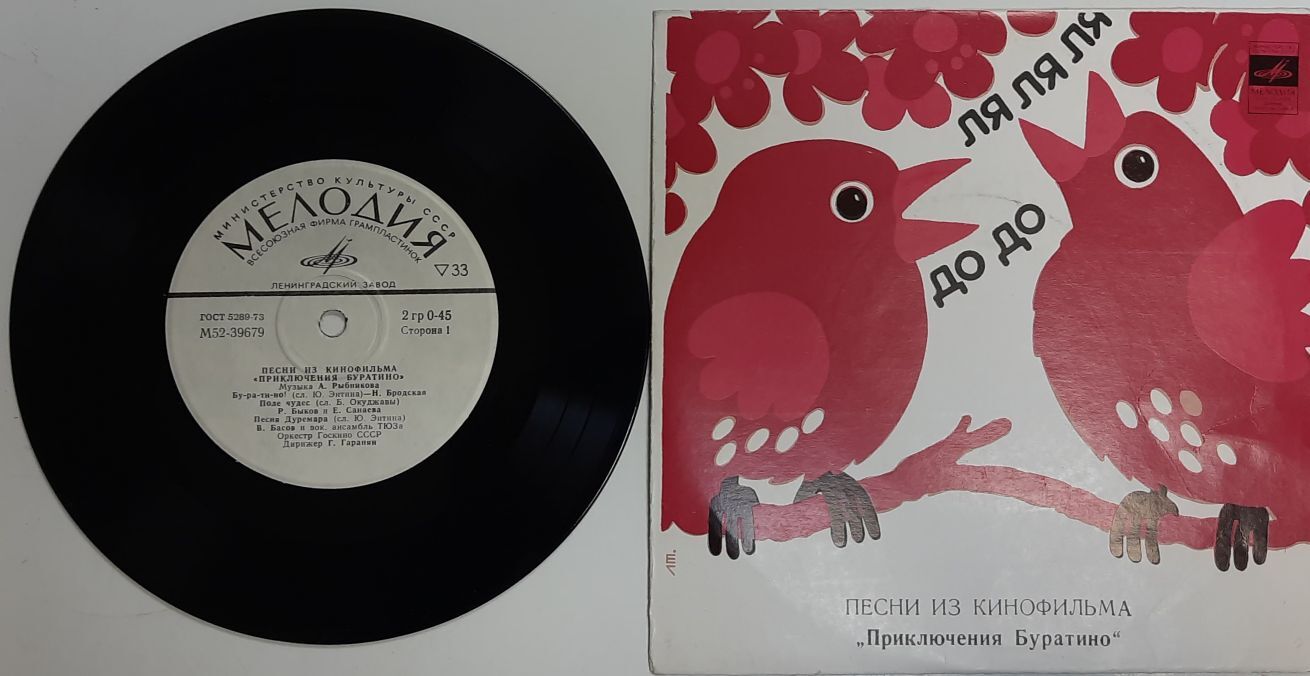 МИНИСТЕРСТВО КУЛЬТУРЫ СССР
МЕЛОДИЯ
ВСЕСОЮЗНАЯ ФИРМА ГРАМПЛАСТИНОК
▽33
ЛЕНИНГРАДСКИЙ ЗАВОД
ГОСТ 5289-73
М52-39679
2 гр 0-45
Сторона 1
ПЕСНИ ИЗ КИНОФИЛЬМА
«ПРИКЛЮЧЕНИЯ БУРАТИНО»
Музыка А. Рыбникова
Бу-ра-ти-но! (сл. Ю. Энтина)—Н. Бродская
Поле чудес (сл. Б. Окуджавы)
Р. Быков и Е. Санаева
Песня Дуремара (сл. Ю. Энтина)
В. Басов и вок. ансамбль ТЮЗа
Оркестр Госкино СССР
Дирижер Г. Гаранян
ЛЯ ЛЯ ЛЯ
ДО ДО
МЕЛОДИЯ
ПЕСНИ ИЗ КИНОФИЛЬМА
„Приключения Буратино“